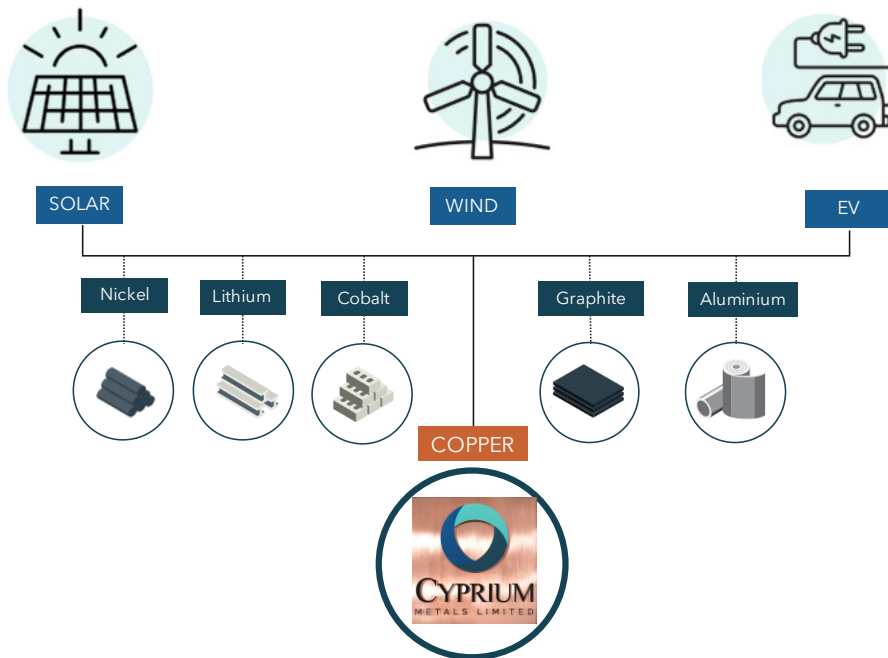 SOLAR
WIND
EV
Nickel
Lithium
Cobalt
Graphite
Aluminium
COPPER
CYPRIUM
METALS LIMITED